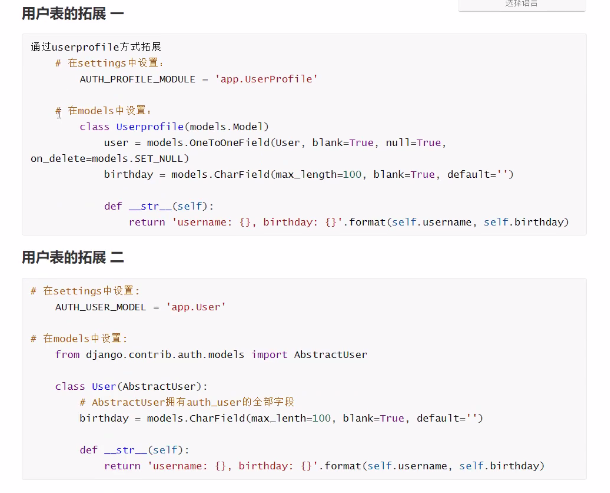 选择语言
用户表的拓展 一
通过userprofile方式拓展
# 在settings中设置:
AUTH_PROFILE_MODULE = 'app.UserProfile'
# 在models中设置:
class Userprofile(models.Model)
user = models.OneToOneField(User, blank=True, null=True,
on_delete=models.SET_NULL)
birthday = models.CharField(max_length=100, blank=True, default='')
def __str__(self):
return 'username: {}, birthday: {}'.format(self.username, self.birthday)
用户表的拓展 二
# 在settings中设置:
AUTH_USER_MODEL = 'app.User'
# 在models中设置:
from django.contrib.auth.models import AbstractUser
class User(AbstractUser):
# AbstractUser拥有auth_user的全部字段
birthday = models.CharField(max_lenth=100, blank=True, default='')
def __str__(self):
return 'username: {}, birthday: {}'.format(self.username, self.birthday)